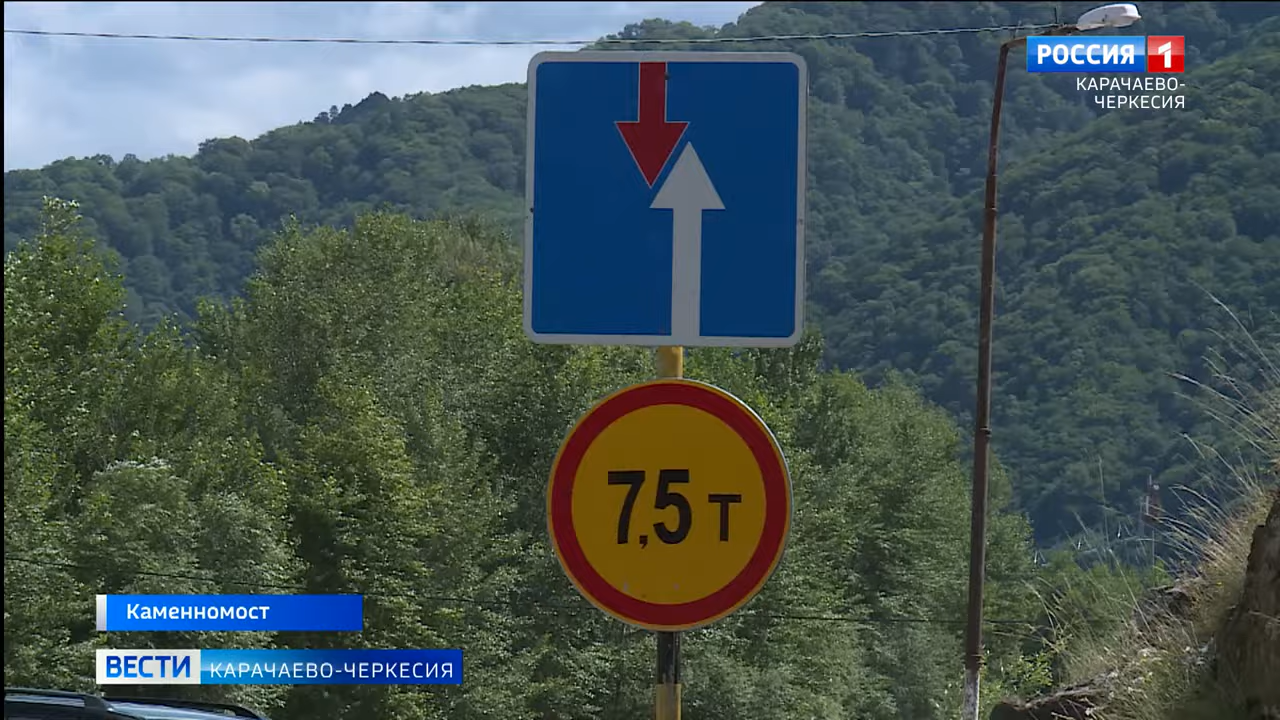 РОССИЯ 1
КАРАЧАЕВО-
ЧЕРКЕСИЯ
7,5 т
Каменномост
ВЕСТИ КАРАЧАЕВО-ЧЕРКЕСИЯ